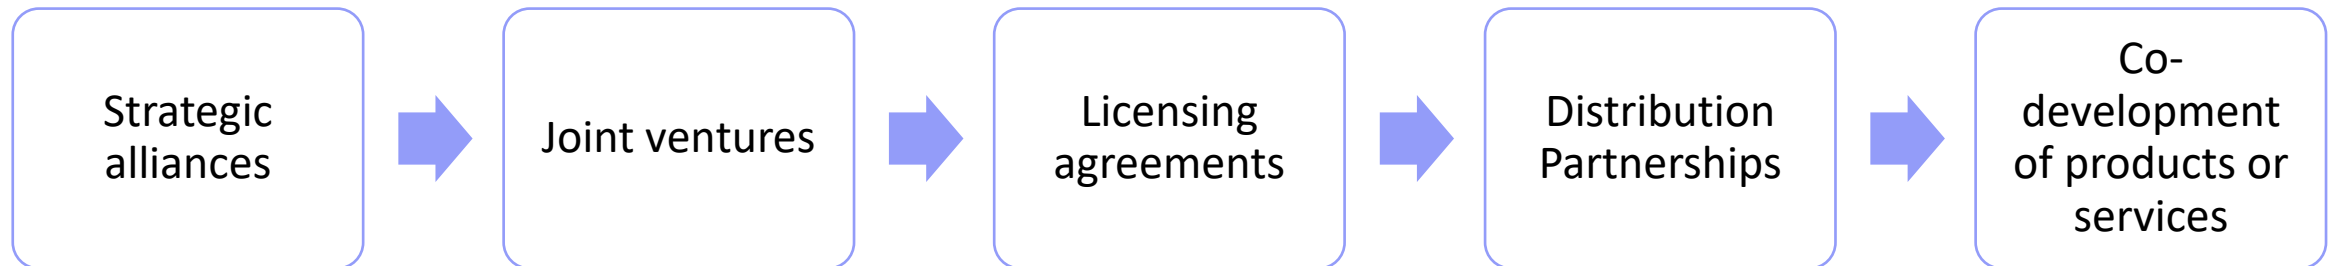 Strategic
alliances
Joint ventures
Licensing
agreements
Distribution
Partnerships
Co-
development
of products or
services